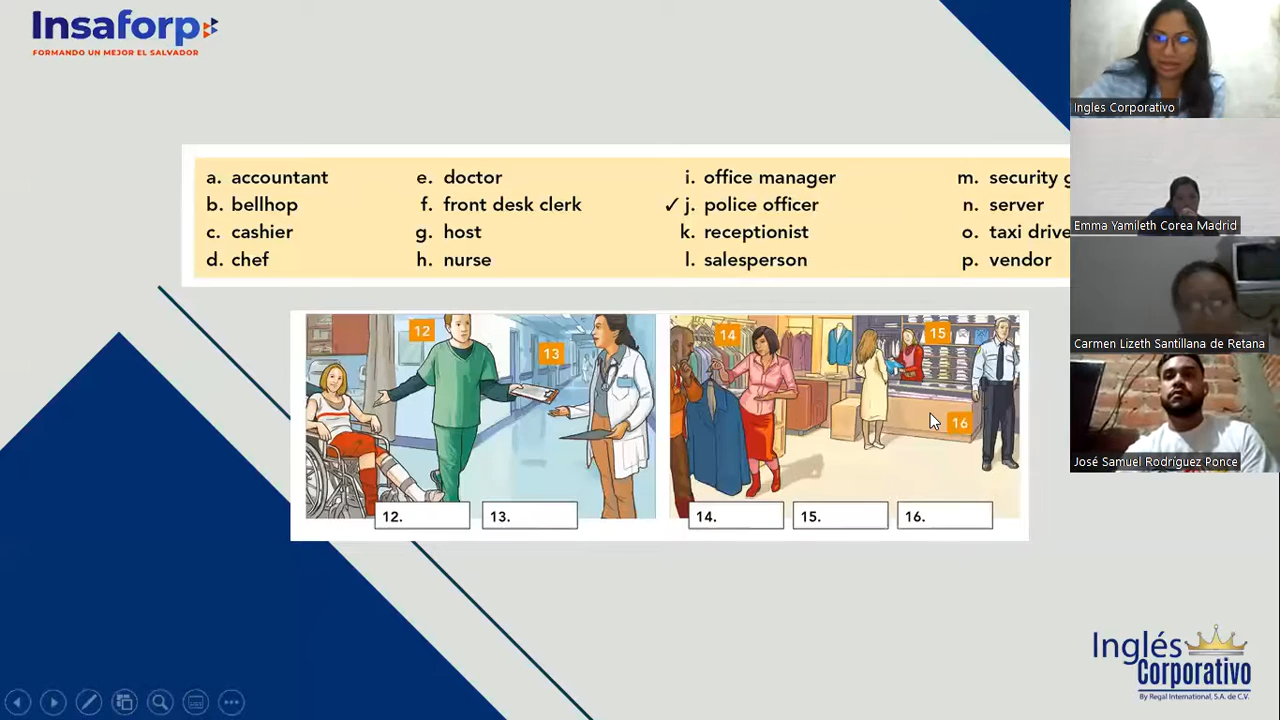 Insaforp
FORMANDO UN MEJOR EL SALVADOR
a. accountant
b. bellhop
c. cashier
d. chef
e. doctor
f. front desk clerk
g. host
h. nurse
i. office manager
✓ j. police officer
k. receptionist
l. salesperson
m. security g
n. server
o. taxi drive
p. vendor
12
13
12.
13.
14
15
16
14.
15.
16.
Ingles Corporativo
Emma Yamileth Corea Madrid
Carmen Lizeth Santillana de Retana
José Samuel Rodríguez Ponce
Inglés
Corporativo
By Regal International, S.A. de C.V.